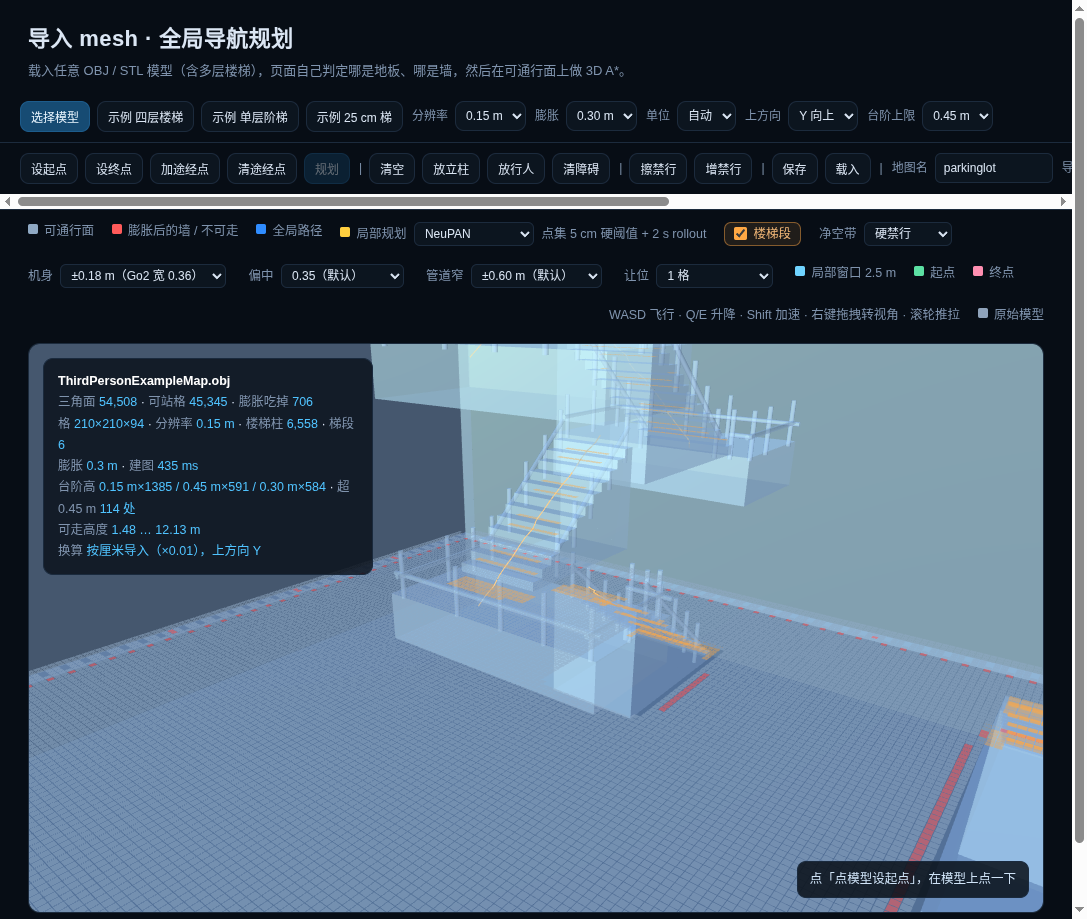 导入 mesh · 全局导航规划
载入任意 OBJ / STL 模型（含多层楼梯），页面自己判定哪是地板、哪是墙，然后在可通行面上做 3D A*。
选择模型 示例 四层楼梯 示例 单层阶梯 示例 25 cm 梯 分辨率 0.15 m 膨胀 0.30 m 单位 自动 上方向 Y 向上 台阶上限 0.45 m
设起点 设终点 加途经点 清途经点 规划 | 清空 放立柱 放行人 清障碍 | 擦禁行 增禁行 | 保存 载入 | 地图名 parkinglot 导
可通行面 膨胀后的墙 / 不可走 全局路径 局部规划 NeuPAN 点集 5 cm 硬阈值 + 2 s rollout 楼梯段 净空带 硬禁行
机身 ±0.18 m（Go2 宽 0.36） 偏中 0.35（默认） 管道窄 ±0.60 m（默认） 让位 1 格 局部窗口 2.5 m 起点 终点
WASD 飞行 · Q/E 升降 · Shift 加速 · 右键拖拽转视角 · 滚轮推拉 原始模型
ThirdPersonExampleMap.obj
三角面 54,508 · 可站格 45,345 · 膨胀吃掉 706
格 210×210×94 · 分辨率 0.15 m · 楼梯柱 6,558 · 梯段
6
膨胀 0.3 m · 建图 435 ms
台阶高 0.15 m×1385 / 0.45 m×591 / 0.30 m×584 · 超
0.45 m 114 处
可走高度 1.48 … 12.13 m
换算 按厘米导入（×0.01），上方向 Y
点「点模型设起点」，在模型上点一下